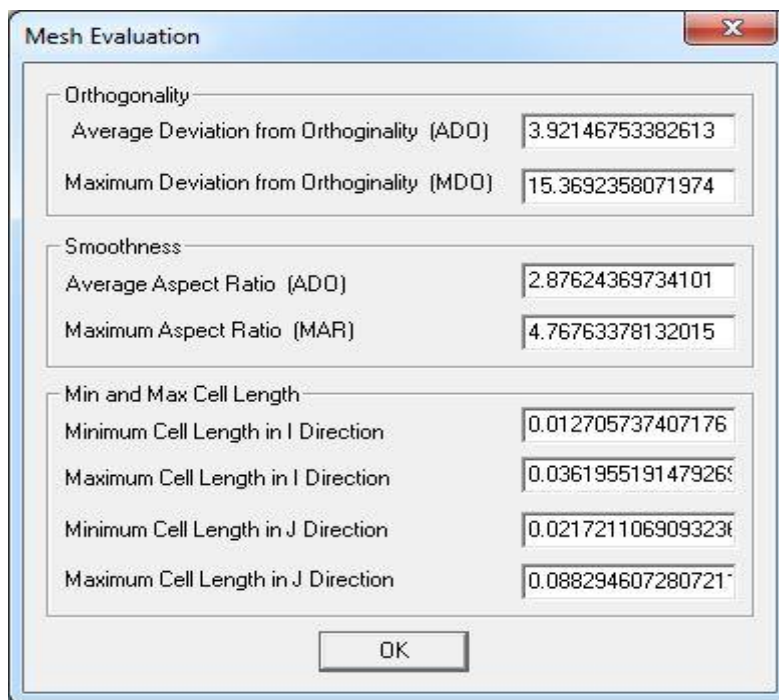 Mesh Evaluation
Orthogonality
Average Deviation from Orthoginality (ADO) 3.92146753382613
Maximum Deviation from Orthoginality (MDO) 15.3692358071974
Smoothness
Average Aspect Ratio (ADO) 2.87624369734101
Maximum Aspect Ratio (MAR) 4.76763378132015
Min and Max Cell Length
Minimum Cell Length in I Direction 0.012705737407176
Maximum Cell Length in I Direction 0.036195519147926
Minimum Cell Length in J Direction 0.021721106909323
Maximum Cell Length in J Direction 0.088294607280721
OK